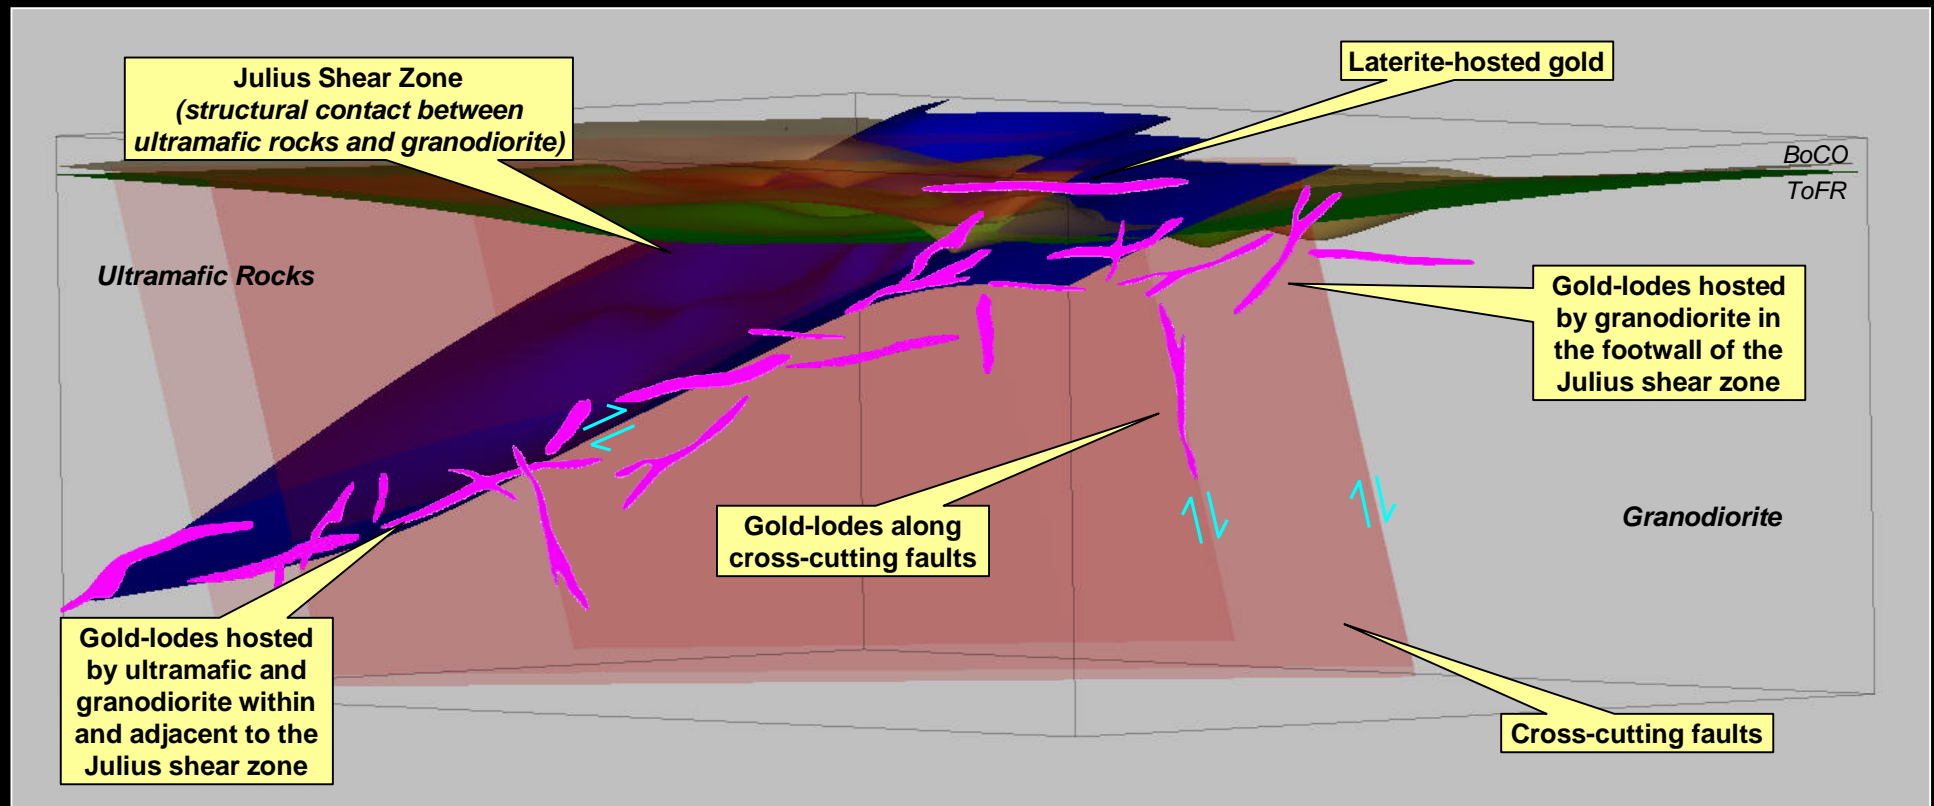 Julius Shear Zone
(structural contact between
ultramafic rocks and granodiorite)
Laterite-hosted gold
BoCO
ToFR
Ultramafic Rocks
Gold-lodes hosted
by granodiorite in
the footwall of the
Julius shear zone
Gold-lodes along
cross-cutting faults
Granodiorite
Gold-lodes hosted
by ultramafic and
granodiorite within
and adjacent to the
Julius shear zone
Cross-cutting faults